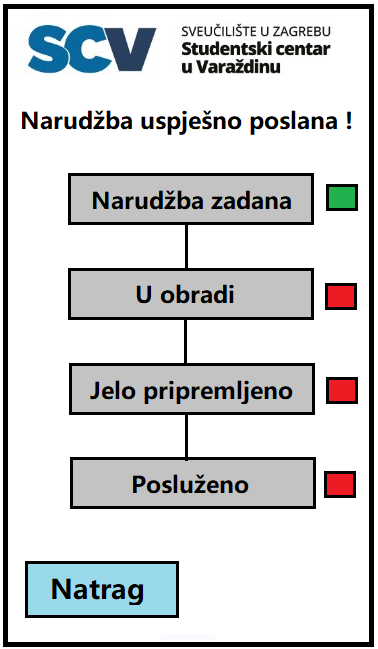 SCV
SVEUČILIŠTE U ZAGREBU
Studentski centar
u Varaždinu
Narudžba uspješno poslana !
Narudžba zadana
U obradi
Jelo pripremljeno
Posluženo
Natrag